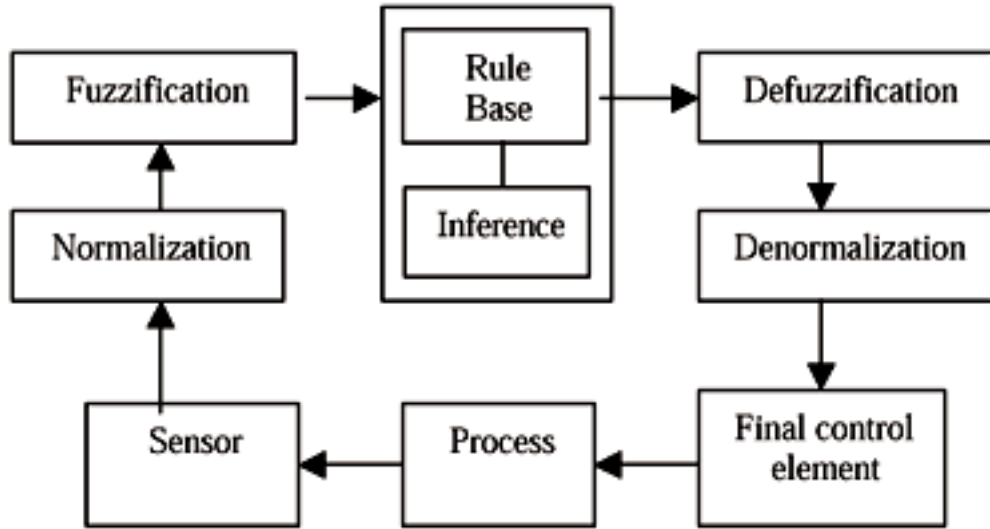 Fuzzification
Rule
Base
Defuzzification
Normalization
Inference
Denormalization
Sensor
Process
Final control
element